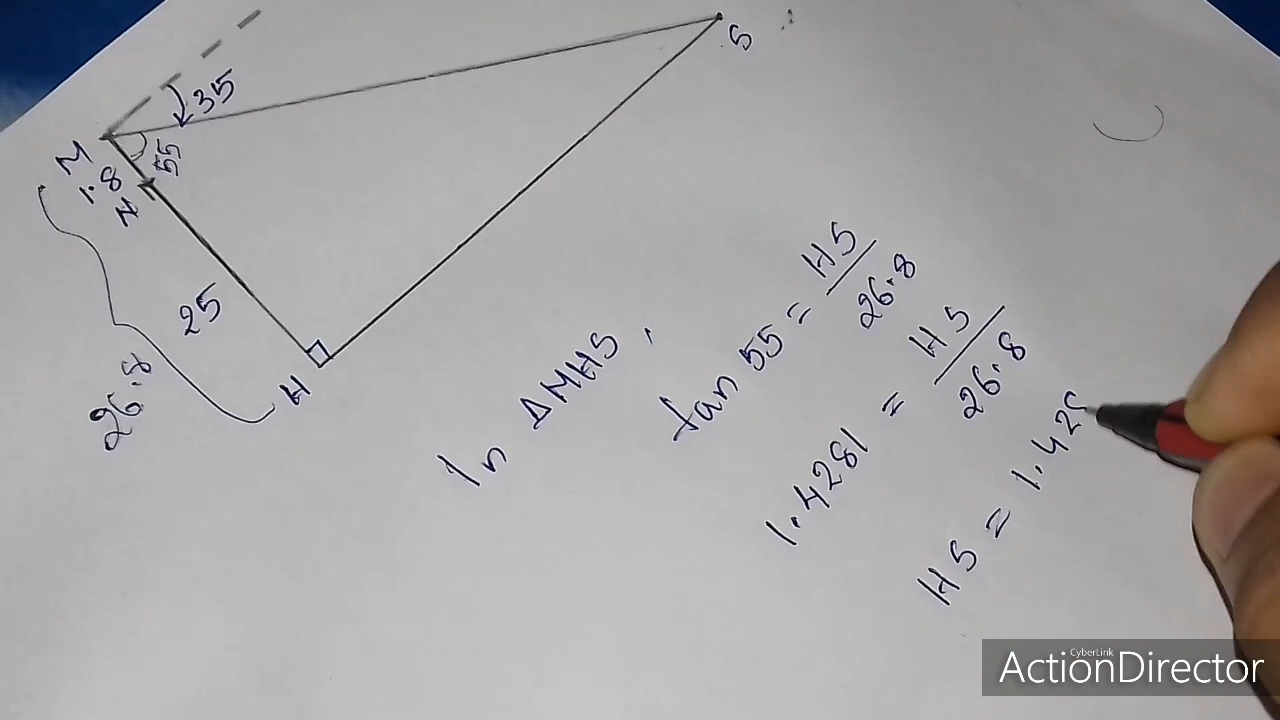 S
35
M
55
1.8
N
25
26.8
H
In ΔMHS,
tan 55 = HS/26.8
1.4281 = HS/26.8
HS = 1.428
CyberLink
ActionDirector